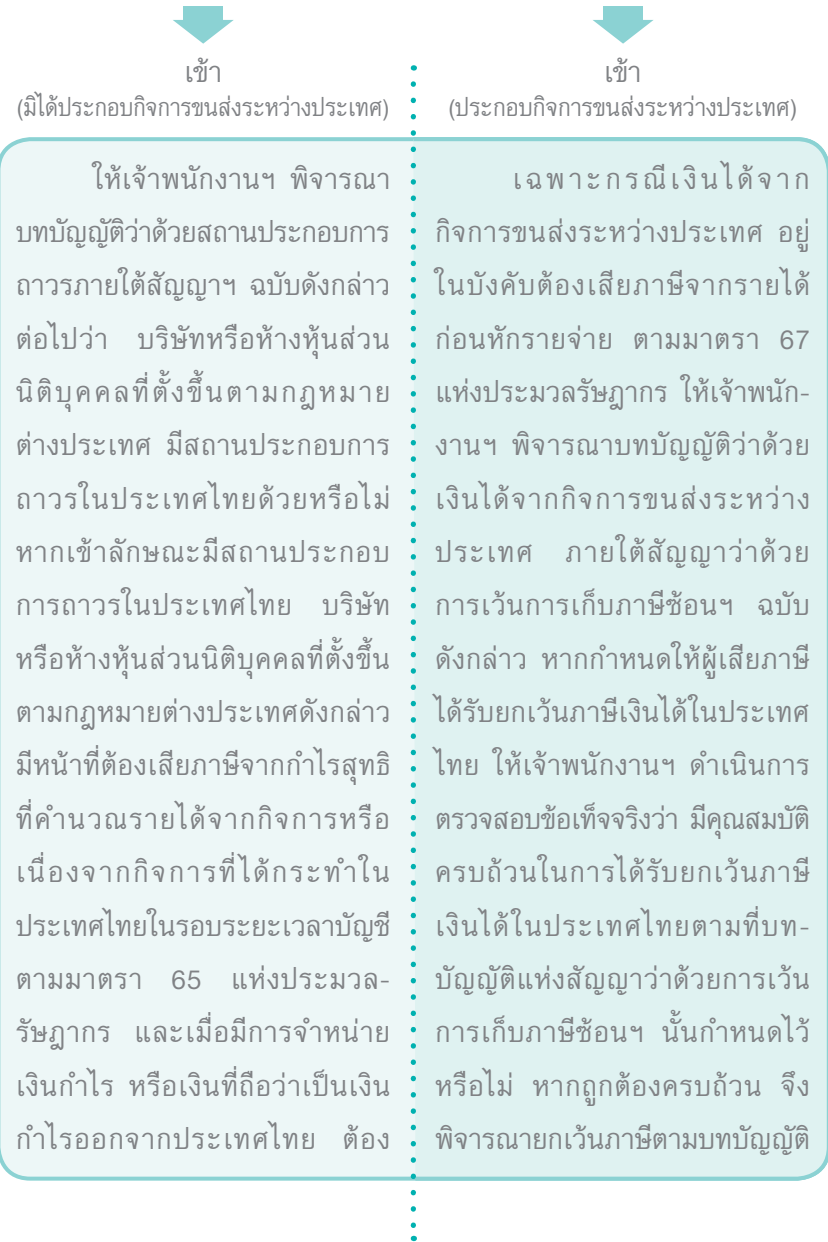 เข้า
(มิได้ประกอบกิจการขนส่งระหว่างประเทศ)
ให้เจ้าพนักงานฯ พิจารณา
บทบัญญัติว่าด้วยสถานประกอบการ
ถาวรภายใต้สัญญาฯ ฉบับดังกล่าว
ต่อไปว่า บริษัทหรือห้างหุ้นส่วน
นิติบุคคลที่ตั้งขึ้นตามกฎหมาย
ต่างประเทศ มีสถานประกอบการ
ถาวรในประเทศไทยด้วยหรือไม่
หากเข้าลักษณะมีสถานประกอบ
การถาวรในประเทศไทย บริษัท
หรือห้างหุ้นส่วนนิติบุคคลที่ตั้งขึ้น
ตามกฎหมายต่างประเทศดังกล่าว
มีหน้าที่ต้องเสียภาษีจากกำไรสุทธิ
ที่คำนวณรายได้จากกิจการหรือ
เนื่องจากกิจการที่ได้กระทำใน
ประเทศไทยในรอบระยะเวลาบัญชี
ตามมาตรา 65 แห่งประมวล-
รัษฎากร และเมื่อมีการจำหน่าย
เงินกำไร หรือเงินที่ถือว่าเป็นเงิน
กำไรออกจากประเทศไทย ต้อง
เข้า
(ประกอบกิจการขนส่งระหว่างประเทศ)
เฉพาะกรณีเงินได้จาก
กิจการขนส่งระหว่างประเทศ อยู่
ในบังคับต้องเสียภาษีจากรายได้
ก่อนหักรายจ่าย ตามมาตรา 67
แห่งประมวลรัษฎากร ให้เจ้าพนัก-
งานฯ พิจารณาบทบัญญัติว่าด้วย
เงินได้จากกิจการขนส่งระหว่าง
ประเทศ ภายใต้สัญญาว่าด้วย
การเว้นการเก็บภาษีซ้อนฯ ฉบับ
ดังกล่าว หากกำหนดให้ผู้เสียภาษี
ได้รับยกเว้นภาษีเงินได้ในประเทศ
ไทย ให้เจ้าพนักงานฯ ดำเนินการ
ตรวจสอบข้อเท็จจริงว่า มีคุณสมบัติ
ครบถ้วนในการได้รับยกเว้นภาษี
เงินได้ในประเทศไทยตามที่บท-
บัญญัติแห่งสัญญาว่าด้วยการเว้น
การเก็บภาษีซ้อนฯ นั้นกำหนดไว้
หรือไม่ หากถูกต้องครบถ้วน จึง
พิจารณายกเว้นภาษีตามบทบัญญัติ